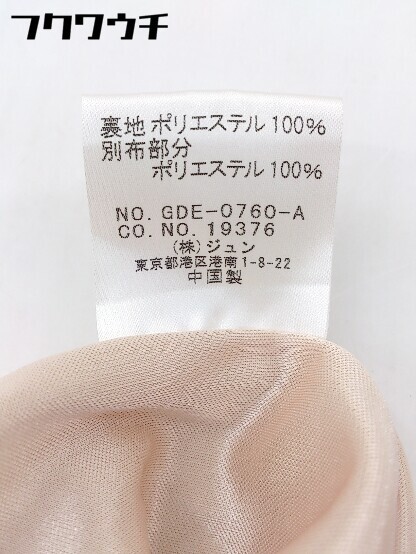 フクワウチ
裏地 ポリエステル 100%
別布部分
ポリエステル 100%
NO. GDE-0760-A
CO. NO. 19376
(株)ジュン
東京都港区港南1-8-22
中国製